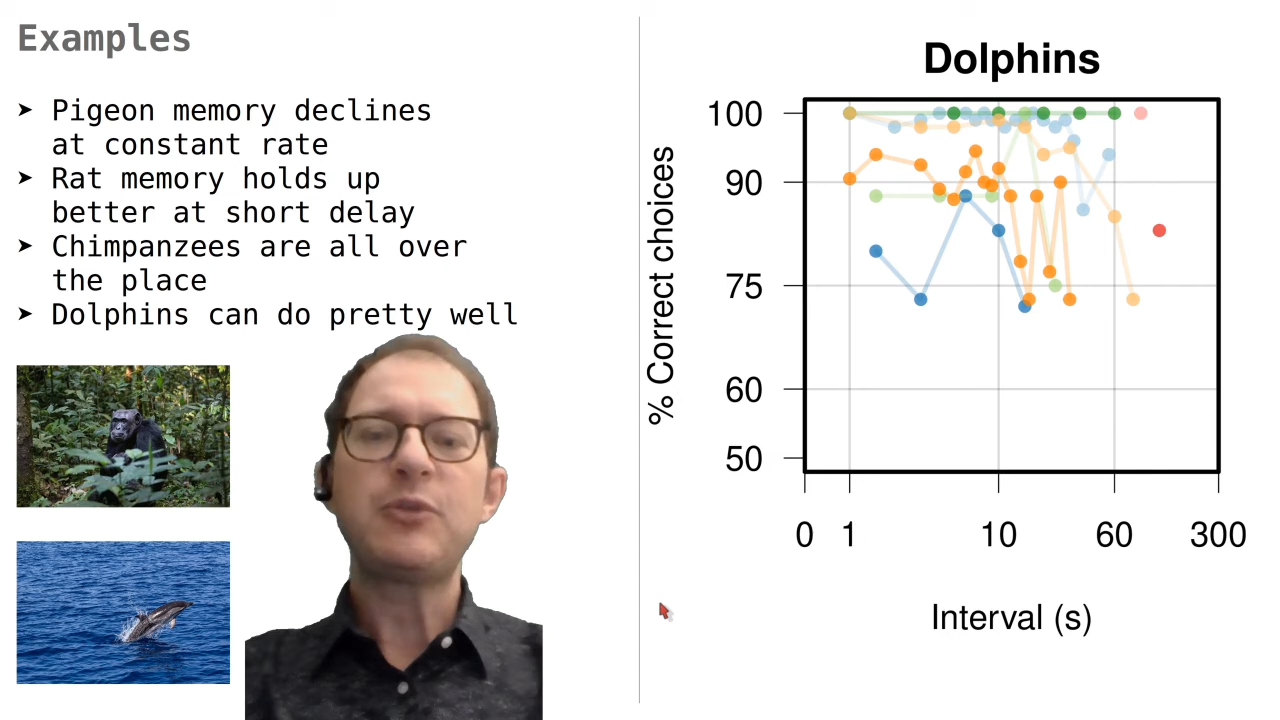 Examples
➤ Pigeon memory declines
at constant rate
➤ Rat memory holds up
better at short delay
➤ Chimpanzees are all over
the place
➤ Dolphins can do pretty well
Dolphins
% Correct choices
100
90
75
60
50
0 1 10 60 300
Interval (s)